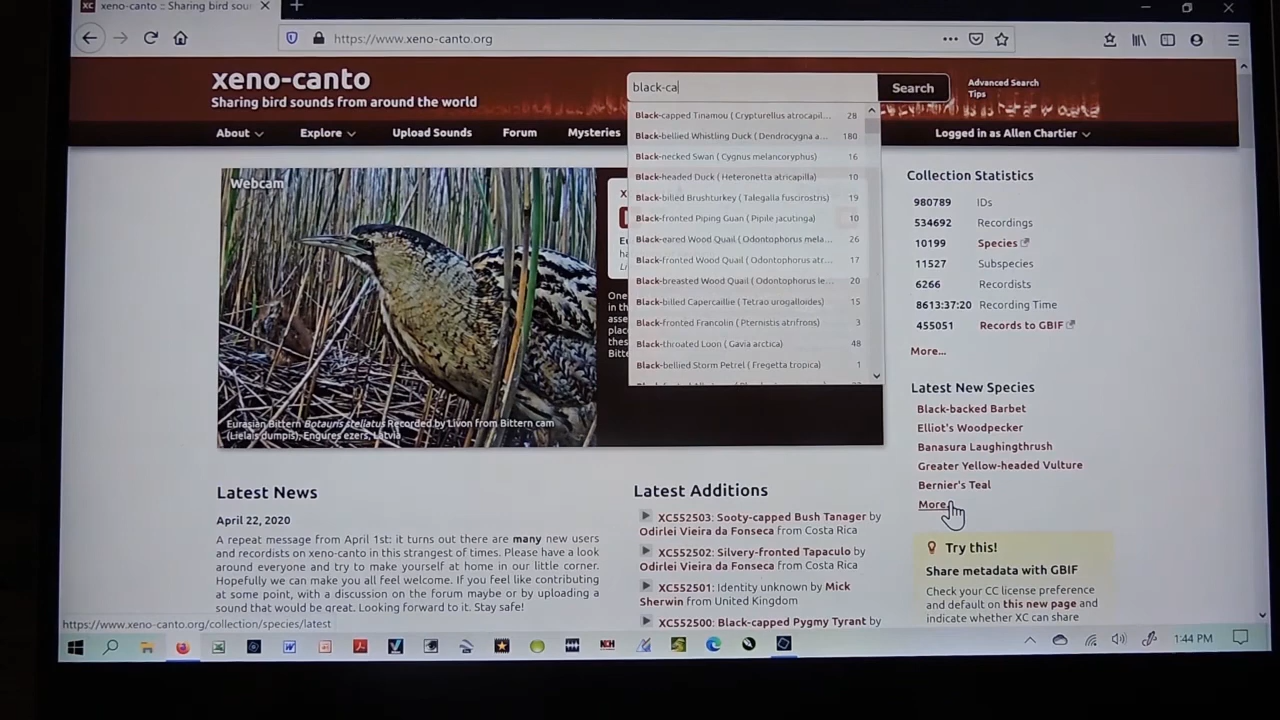 xeno-canto :: Sharing bird soun
https://www.xeno-canto.org
xeno-canto
Sharing bird sounds from around the world
black-ca
Search
Advanced Search
Tips
About
Explore
Upload Sounds
Forum
Mysteries
Logged in as Allen Chartier
Black-capped Tinamou ( Crypturellus atrocapil... 28
Black-bellied Whistling Duck ( Dendrocygna a... 180
Black-necked Swan ( Cygnus melancoryphus) 16
Black-headed Duck ( Heteronetta atricapilla) 10
Black-billed Brushturkey ( Talegalla fuscirostris) 19
Black-fronted Piping Guan ( Pipile jacutinga) 10
Black-eared Wood Quail ( Odontophorus mela... 26
Black-fronted Wood Quail ( Odontophorus atr... 17
Black-breasted Wood Quail ( Odontophorus le... 20
Black-billed Capercaillie ( Tetrao urogalloides) 15
Black-fronted Francolin ( Pternistis atrifrons) 3
Black-throated Loon ( Gavia arctica) 48
Black-bellied Storm Petrel ( Fregetta tropica) 1
Webcam
Eurasian Bittern Botaurus stellatus Recorded by Livon from Bittern cam
(Lielais dumpis), Engures ezers, Latvia
Collection Statistics
980789 IDs
534692 Recordings
10199 Species
11527 Subspecies
6266 Recordists
8613:37:20 Recording Time
455051 Records to GBIF
More...
Latest New Species
Black-backed Barbet
Elliot's Woodpecker
Banasura Laughingthrush
Greater Yellow-headed Vulture
Bernier's Teal
More
Try this!
Share metadata with GBIF
Check your CC license preference
and default on this new page and
indicate whether XC can share
Latest News
April 22, 2020
A repeat message from April 1st: it turns out there are many new
users and recordists on xeno-canto in this strangest of times. Please have a look
around everyone and try to make yourself at home in our little corner.
Hopefully we can make you all feel welcome. If you feel like contributing
at some point, with a discussion on the forum maybe or by uploading a
sound that would be great. Looking forward to it. Stay safe!
Latest Additions
XC552503: Sooty-capped Bush Tanager by
Odirlei Vieira da Fonseca from Costa Rica
XC552502: Silvery-fronted Tapaculo by
Odirlei Vieira da Fonseca from Costa Rica
XC552501: Identity unknown by Mick
Sherwin from United Kingdom
XC552500: Black-capped Pygmy Tyrant by
https://www.xeno-canto.org/collection/species/latest
1:44 PM